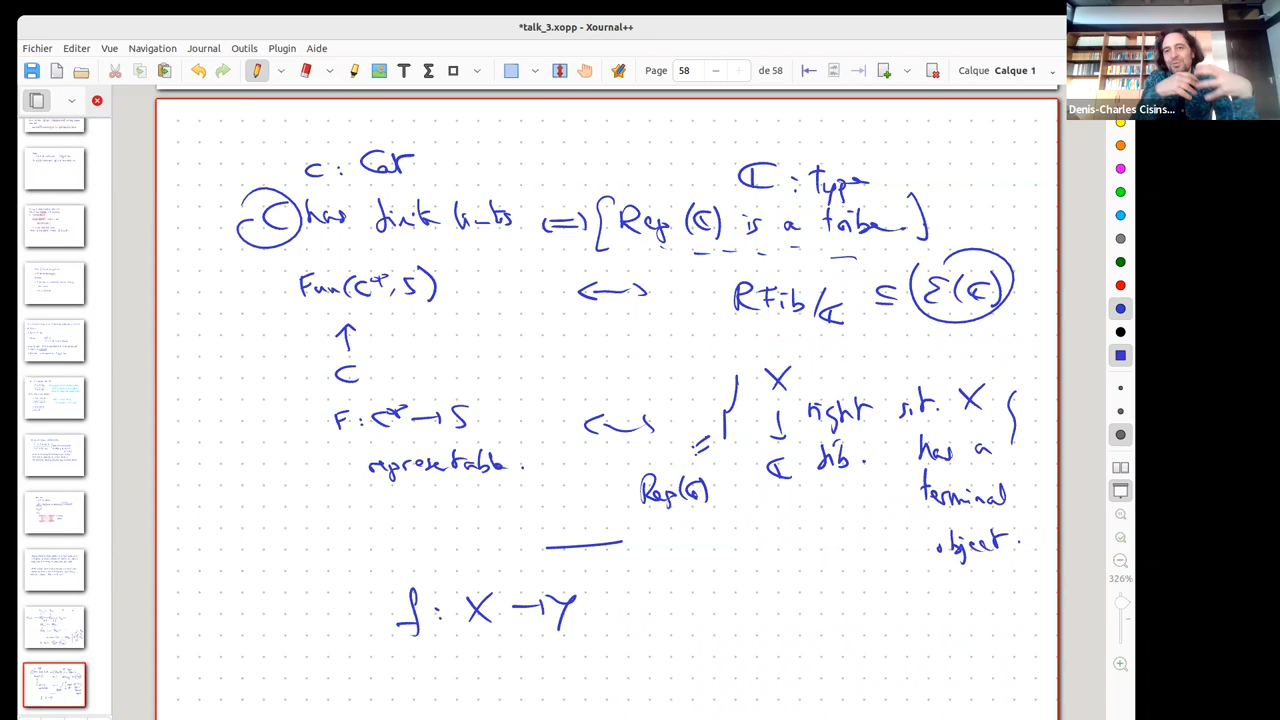 *talk_3.xopp - Xournal++
Fichier Editer Vue Navigation Journal Outils Plugin Aide
Page 58 de 58 Calque Calque 1
Denis-Charles Cisins...
C : Cat
ℂ : type
C has finite limits ⟺ [Rep(ℂ) is a tribe.]
Fun(C^op, S) ⟷ RFib/ℂ ⊆ ℰ(ℂ)
↑
C
X
F : C^op → S ⟷ ↓ right s.t. X
representable. ℂ fib. has a
Rep(ℂ) terminal
object.
f : X → Y
326%